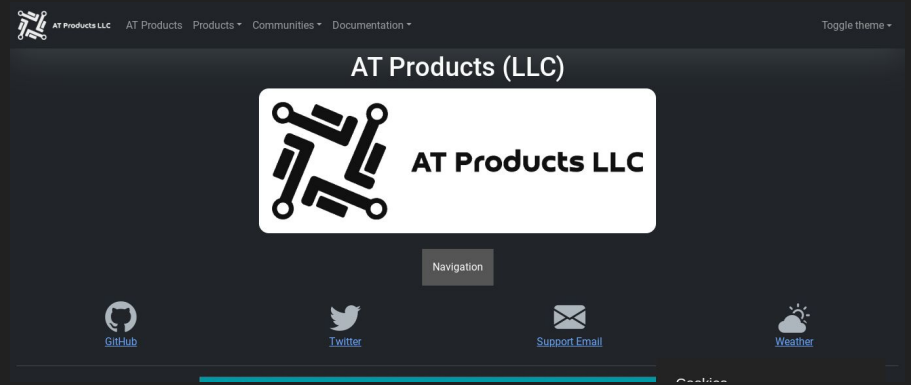 AT Products LLC AT Products Products Communities Documentation Toggle theme
AT Products (LLC)
AT Products LLC
Navigation
GitHub Twitter Support Email Weather
Cookies